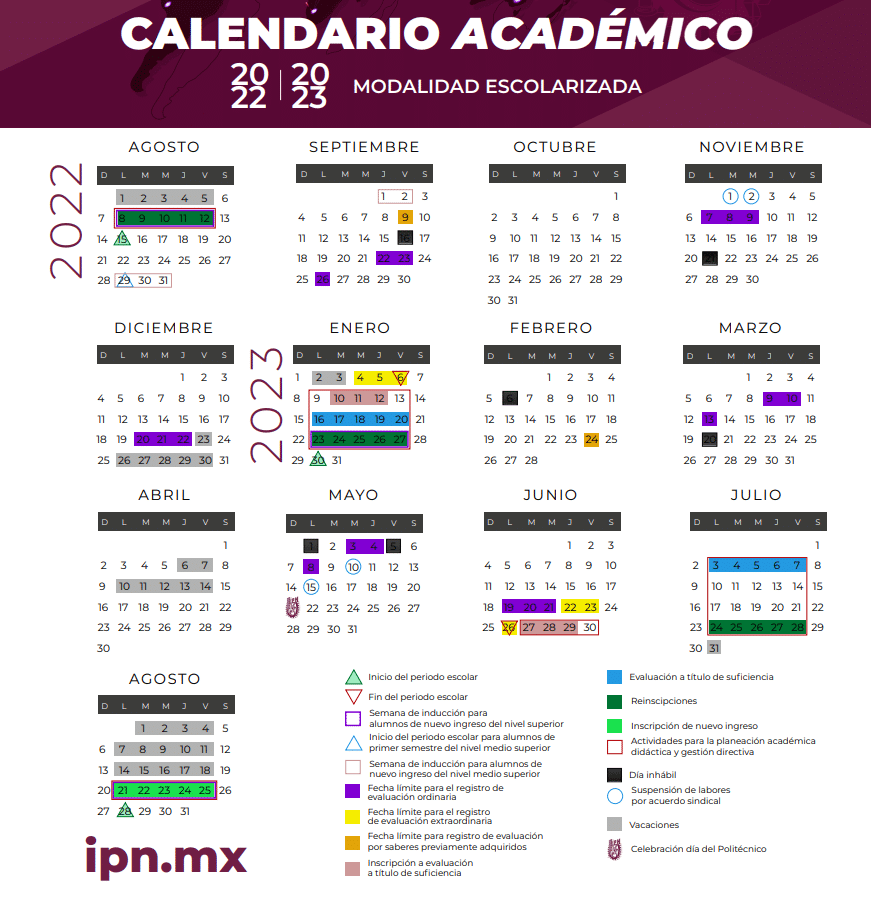 CALENDARIO ACADÉMICO
20 20
22 23
MODALIDAD ESCOLARIZADA
2022
AGOSTO
D L M M J V S
1 2 3 4 5 6
7 8 9 10 11 12 13
14 15 16 17 18 19 20
21 22 23 24 25 26 27
28 29 30 31
SEPTIEMBRE
D L M M J V S
1 2 3
4 5 6 7 8 9 10
11 12 13 14 15 16 17
18 19 20 21 22 23 24
25 26 27 28 29 30
OCTUBRE
D L M M J V S
1
2 3 4 5 6 7 8
9 10 11 12 13 14 15
16 17 18 19 20 21 22
23 24 25 26 27 28 29
30 31
NOVIEMBRE
D L M M J V S
1 2 3 4 5
6 7 8 9 10 11 12
13 14 15 16 17 18 19
20 21 22 23 24 25 26
27 28 29 30
DICIEMBRE
D L M M J V S
1 2 3
4 5 6 7 8 9 10
11 12 13 14 15 16 17
18 19 20 21 22 23 24
25 26 27 28 29 30 31
2023
ENERO
D L M M J V S
1 2 3 4 5 6 7
8 9 10 11 12 13 14
15 16 17 18 19 20 21
22 23 24 25 26 27 28
29 30 31
FEBRERO
D L M M J V S
1 2 3 4
5 6 7 8 9 10 11
12 13 14 15 16 17 18
19 20 21 22 23 24 25
26 27 28
MARZO
D L M M J V S
1 2 3 4
5 6 7 8 9 10 11
12 13 14 15 16 17 18
19 20 21 22 23 24 25
26 27 28 29 30 31
ABRIL
D L M M J V S
1
2 3 4 5 6 7 8
9 10 11 12 13 14 15
16 17 18 19 20 21 22
23 24 25 26 27 28 29
30
MAYO
D L M M J V S
1 2 3 4 5 6
7 8 9 10 11 12 13
14 15 16 17 18 19 20
22 23 24 25 26 27
28 29 30 31
JUNIO
D L M M J V S
1 2 3
4 5 6 7 8 9 10
11 12 13 14 15 16 17
18 19 20 21 22 23 24
25 26 27 28 29 30
JULIO
D L M M J V S
1
2 3 4 5 6 7 8
9 10 11 12 13 14 15
16 17 18 19 20 21 22
23 24 25 26 27 28 29
30 31
AGOSTO
D L M M J V S
1 2 3 4 5
6 7 8 9 10 11 12
13 14 15 16 17 18 19
20 21 22 23 24 25 26
27 28 29 30 31
Inicio del periodo escolar
Fin del periodo escolar
Semana de inducción para
alumnos de nuevo ingreso del nivel superior
Inicio del periodo escolar para alumnos de
primer semestre del nivel medio superior
Semana de inducción para alumnos de
nuevo ingreso del nivel medio superior
Fecha límite para el registro de
evaluación ordinaria
Fecha límite para el registro
de evaluación extraordinaria
Fecha límite para registro de evaluación
por saberes previamente adquiridos
Inscripción a evaluación
a título de suficiencia
Evaluación a título de suficiencia
Reinscipciones
Inscripción de nuevo ingreso
Actividades para la planeación académica
didáctica y gestión directiva
Día inhábil
Suspensión de labores
por acuerdo sindical
Vacaciones
Celebración día del Politécnico
ipn.mx